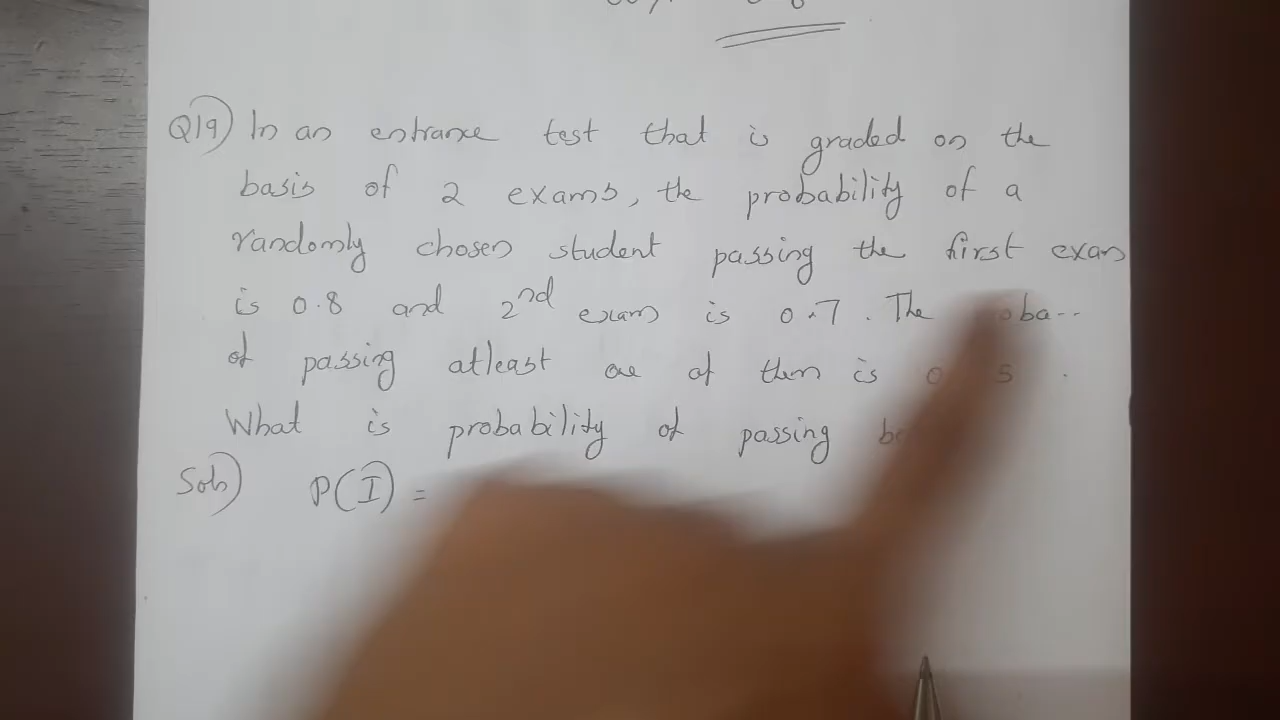 Q19) In an entrance test that is graded on the
basis of 2 exams, the probability of a
randomly chosen student passing the first exam
is 0.8 and 2nd exam is 0.7. The
of passing atleast one of them is
What is probability of passing
Soln) P(I) =